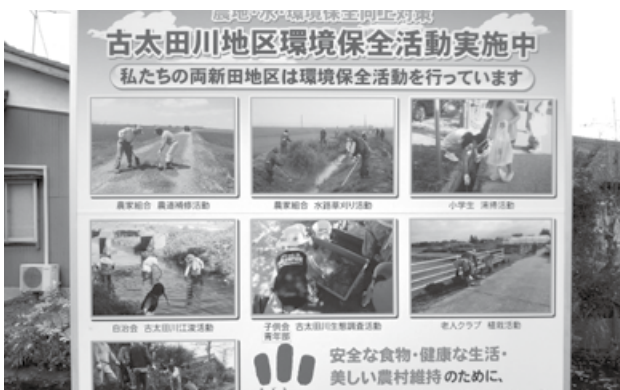 農地・水・環境保全向上対策
古太田川地区環境保全活動実施中
私たちの両新田地区は環境保全活動を行っています
農家組合 農道補修活動
農家組合 水路草刈り活動
小学生 清掃活動
自治会 古太田川江浚活動
子供会 古太田川生態調査活動
青年部
老人クラブ 植栽活動
安全な食物・健康な生活・
美しい農村維持のために、